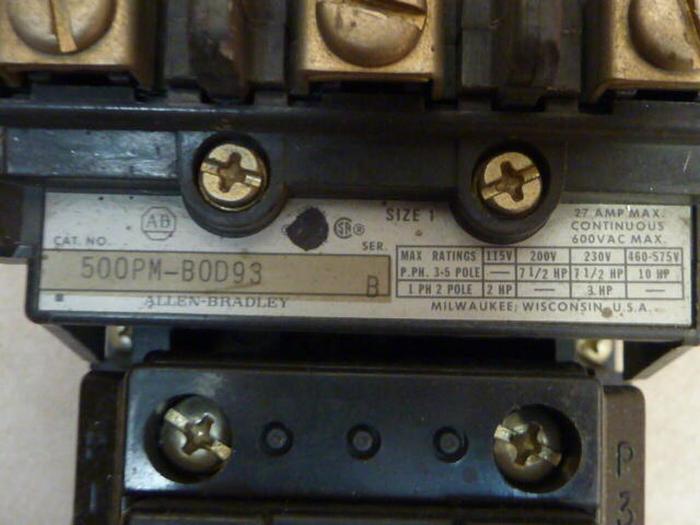 AB
SA®
SIZE 1
27 AMP MAX.
CONTINUOUS
600VAC MAX.
CAT. NO.
SER.
500PM-BOD93
B
MAX RATINGS 115V 200V 230V 460-575V
P.PH. 3-5 POLE — 7 1/2 HP 7 1/2 HP 10 HP
1 PH 2 POLE 2 HP — 3 HP —
ALLEN-BRADLEY
MILWAUKEE, WISCONSIN U.S.A.
P
3